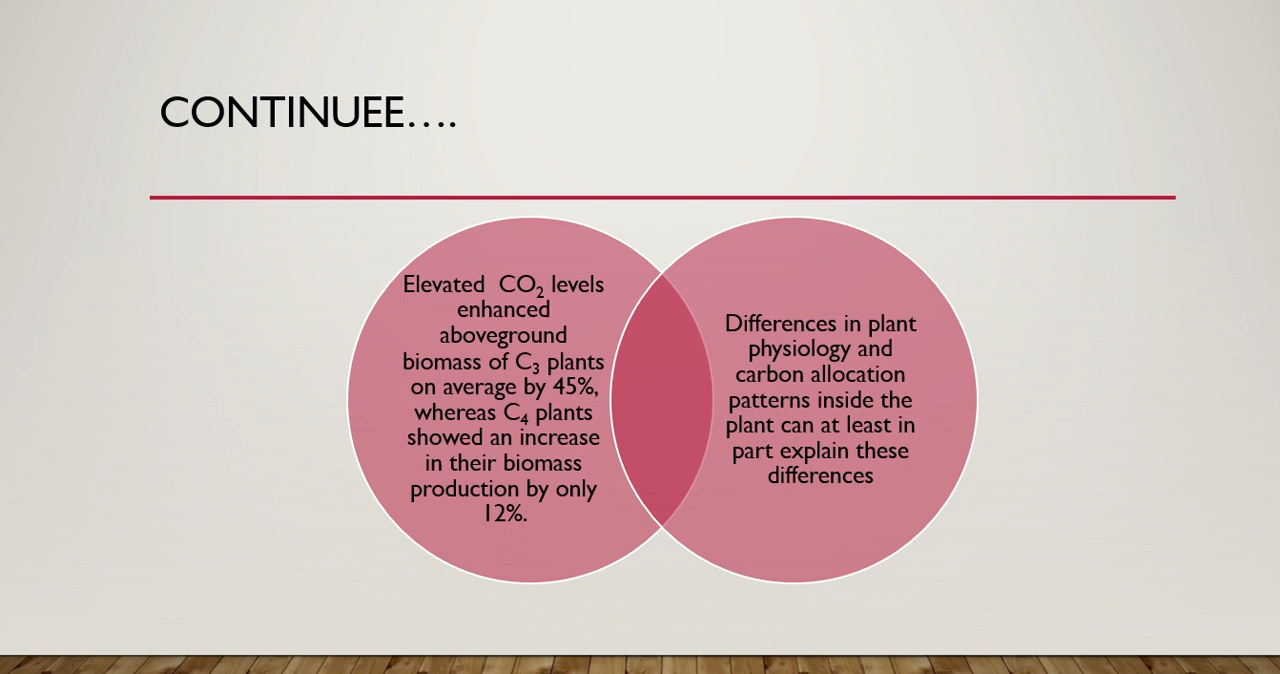 CONTINUEE....
Elevated  CO₂ levels
enhanced
aboveground
biomass of C₃ plants
on average by 45%,
whereas C₄ plants
showed an increase
in their biomass
production by only
12%.
Differences in plant
physiology and
carbon allocation
patterns inside the
plant can at least in
part explain these
differences